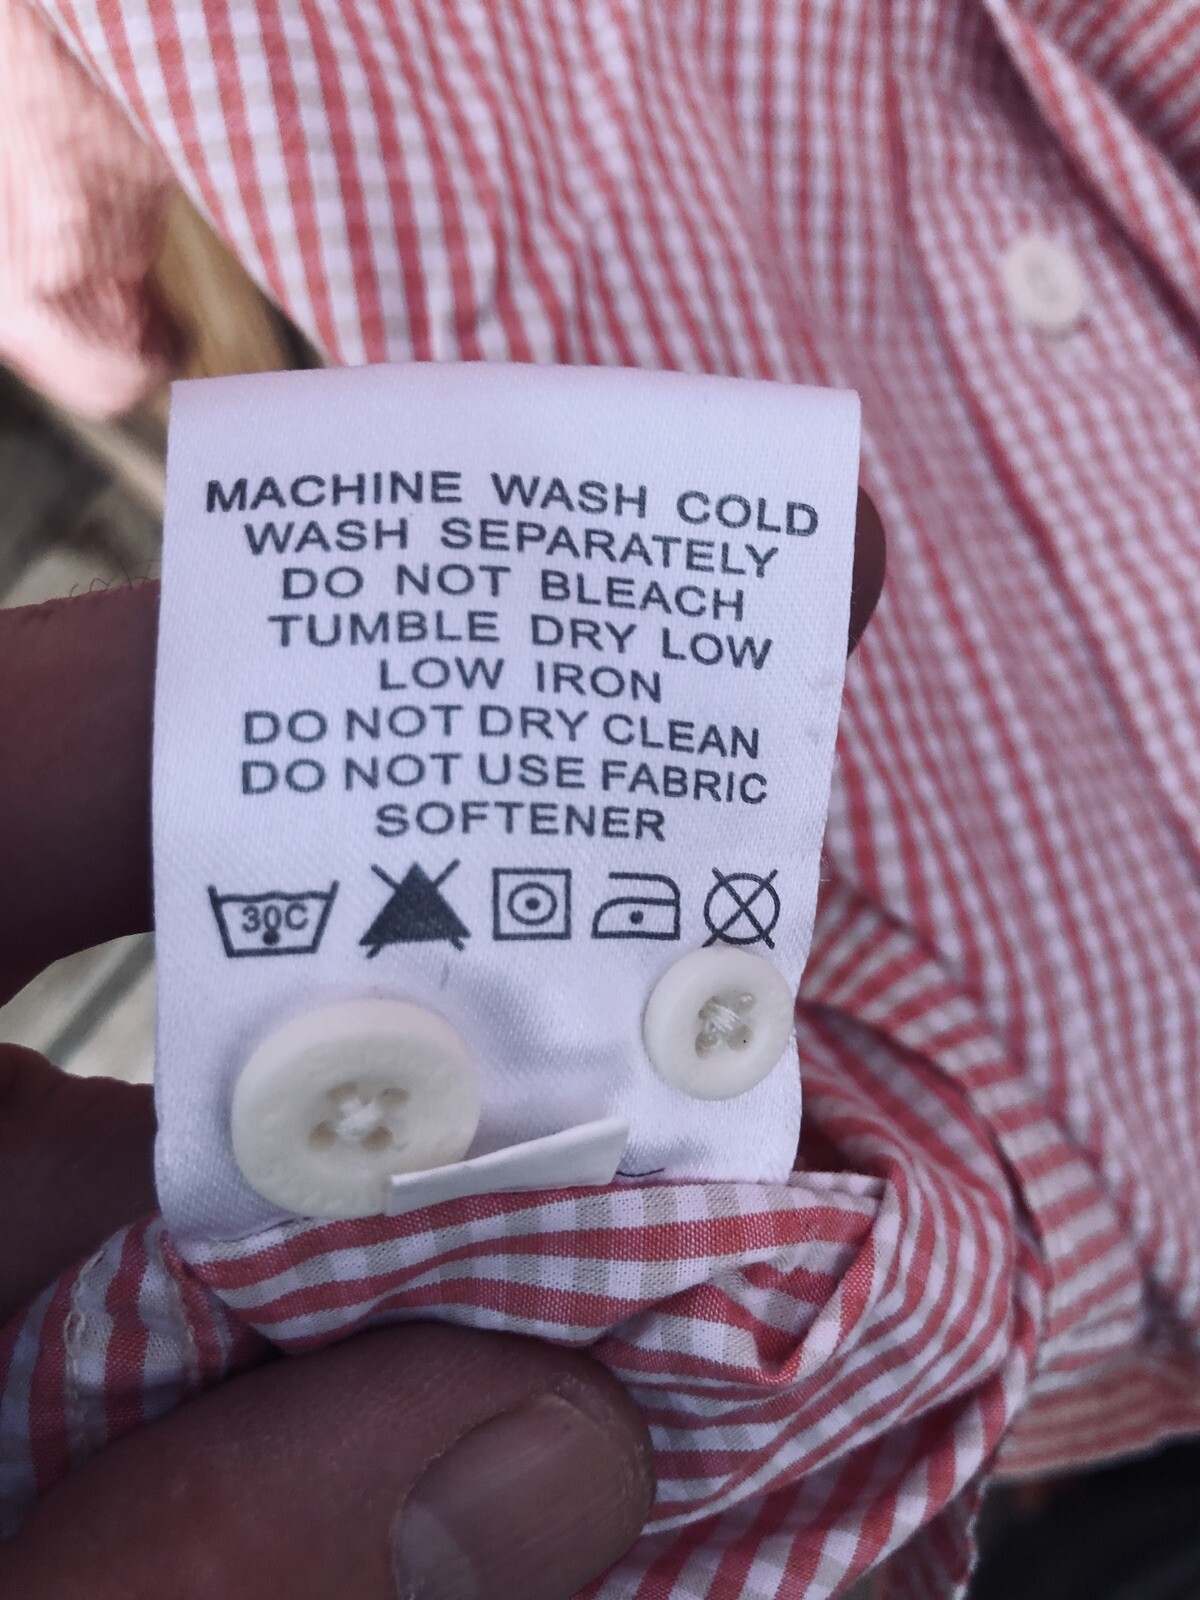 MACHINE WASH COLD
WASH SEPARATELY
DO NOT BLEACH
TUMBLE DRY LOW
LOW IRON
DO NOT DRY CLEAN
DO NOT USE FABRIC
SOFTENER
30C